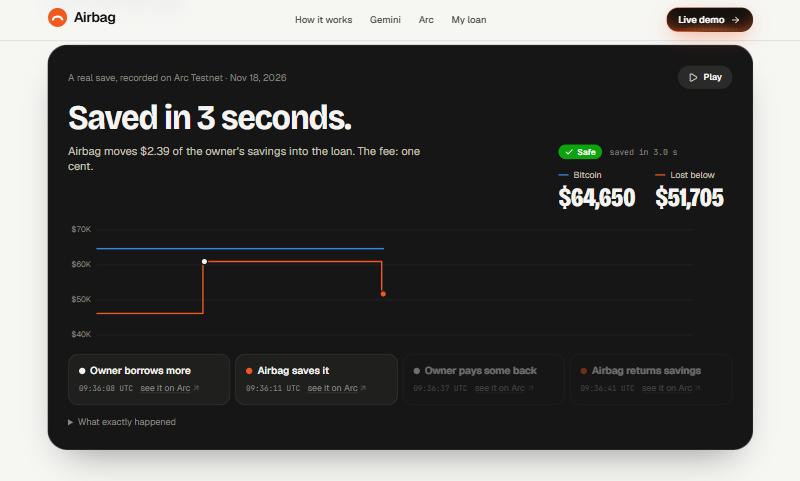 Airbag
How it works
Gemini
Arc
My loan
Live demo →
A real save, recorded on Arc Testnet · Nov 18, 2026
Play
Saved in 3 seconds.
Airbag moves $2.39 of the owner's savings into the loan. The fee: one
cent.
Safe
saved in 3.0 s
Bitcoin
Lost below
$64,650
$51,705
$70K
$60K
$50K
$40K
Owner borrows more
09:36:08 UTC see it on Arc ↗
Airbag saves it
09:36:11 UTC see it on Arc ↗
Owner pays some back
09:36:37 UTC see it on Arc ↗
Airbag returns savings
09:36:41 UTC see it on Arc ↗
What exactly happened